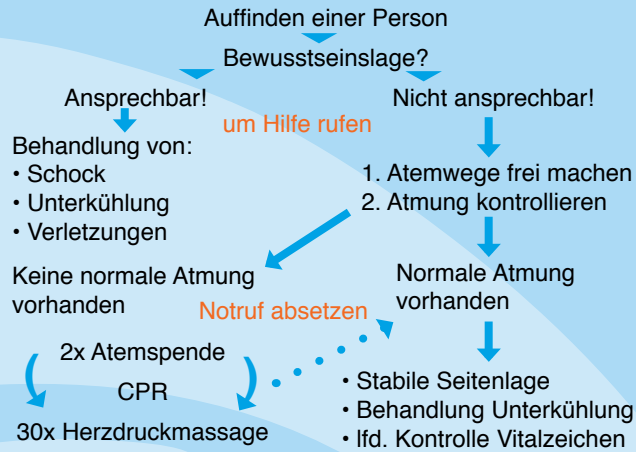 Auffinden einer Person
Bewusstseinslage?
Ansprechbar!
Nicht ansprechbar!
um Hilfe rufen
Behandlung von:
• Schock
• Unterkühlung
• Verletzungen
1. Atemwege frei machen
2. Atmung kontrollieren
Keine normale Atmung
vorhanden
Normale Atmung
vorhanden
Notruf absetzen
2x Atemspende
CPR
30x Herzdruckmassage
• Stabile Seitenlage
• Behandlung Unterkühlung
• lfd. Kontrolle Vitalzeichen